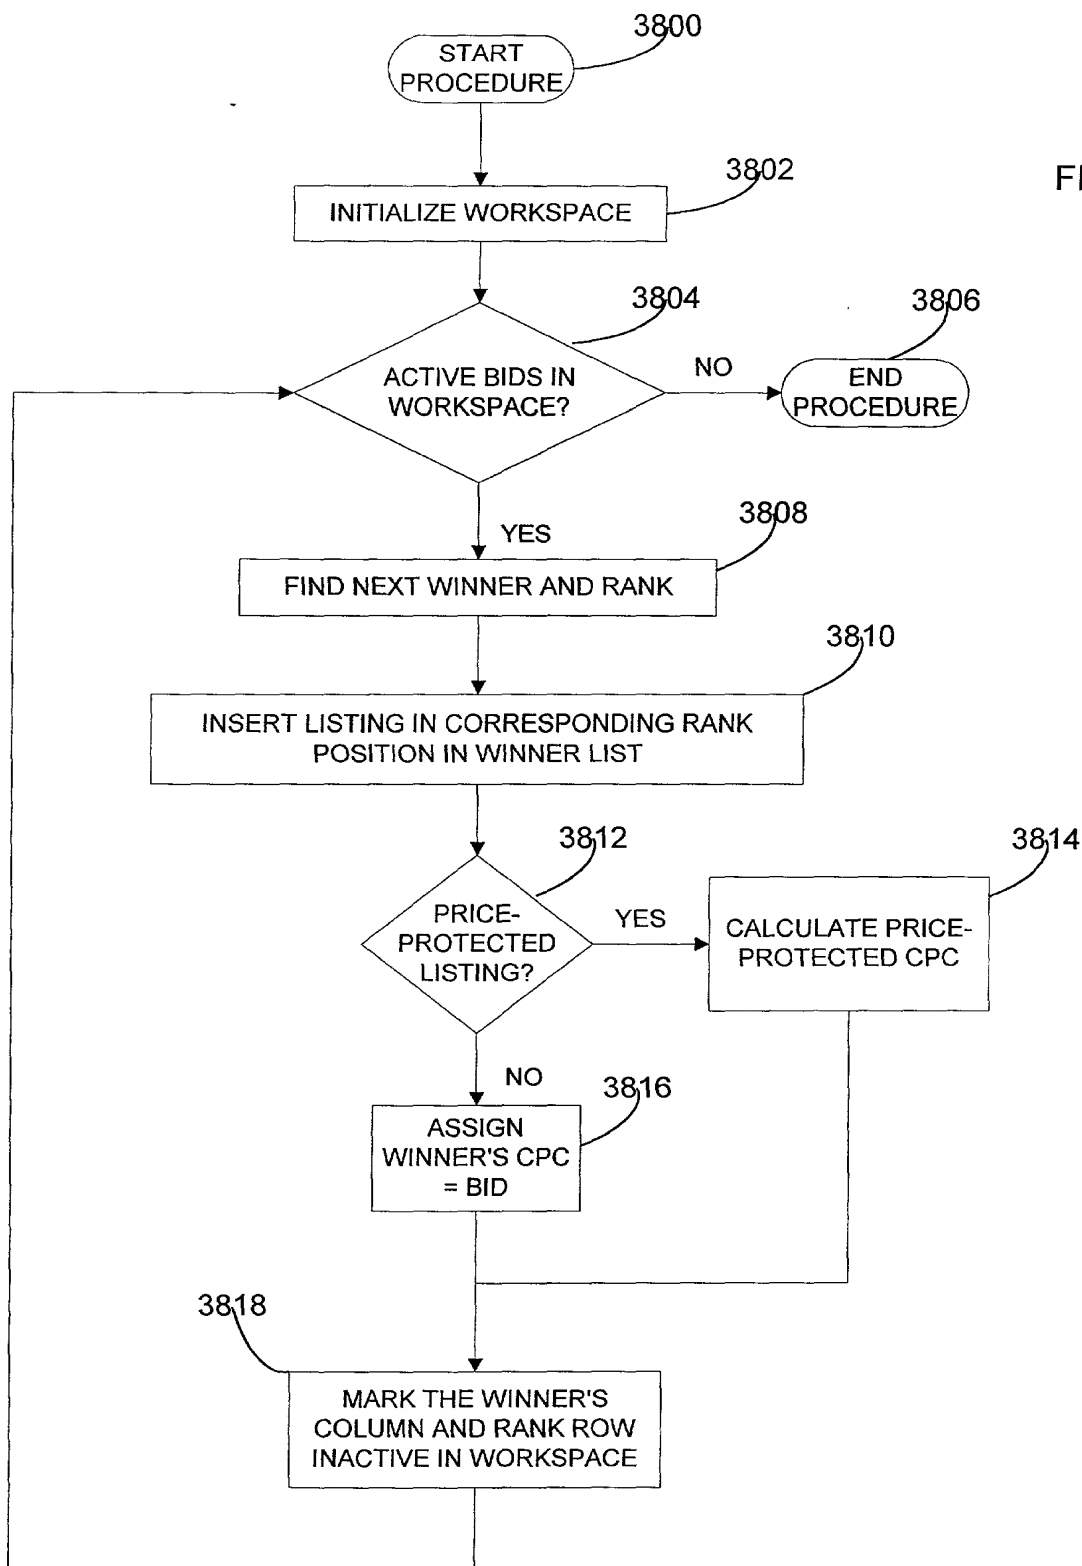 3800
START
PROCEDURE
3802
INITIALIZE WORKSPACE
3804
3806
ACTIVE BIDS IN
WORKSPACE?
NO
END
PROCEDURE
YES
3808
FIND NEXT WINNER AND RANK
3810
INSERT LISTING IN CORRESPONDING RANK
POSITION IN WINNER LIST
3812
3814
PRICE-
PROTECTED
LISTING?
YES
CALCULATE PRICE-
PROTECTED CPC
NO
3816
ASSIGN
WINNER'S CPC
= BID
3818
MARK THE WINNER'S
COLUMN AND RANK ROW
INACTIVE IN WORKSPACE